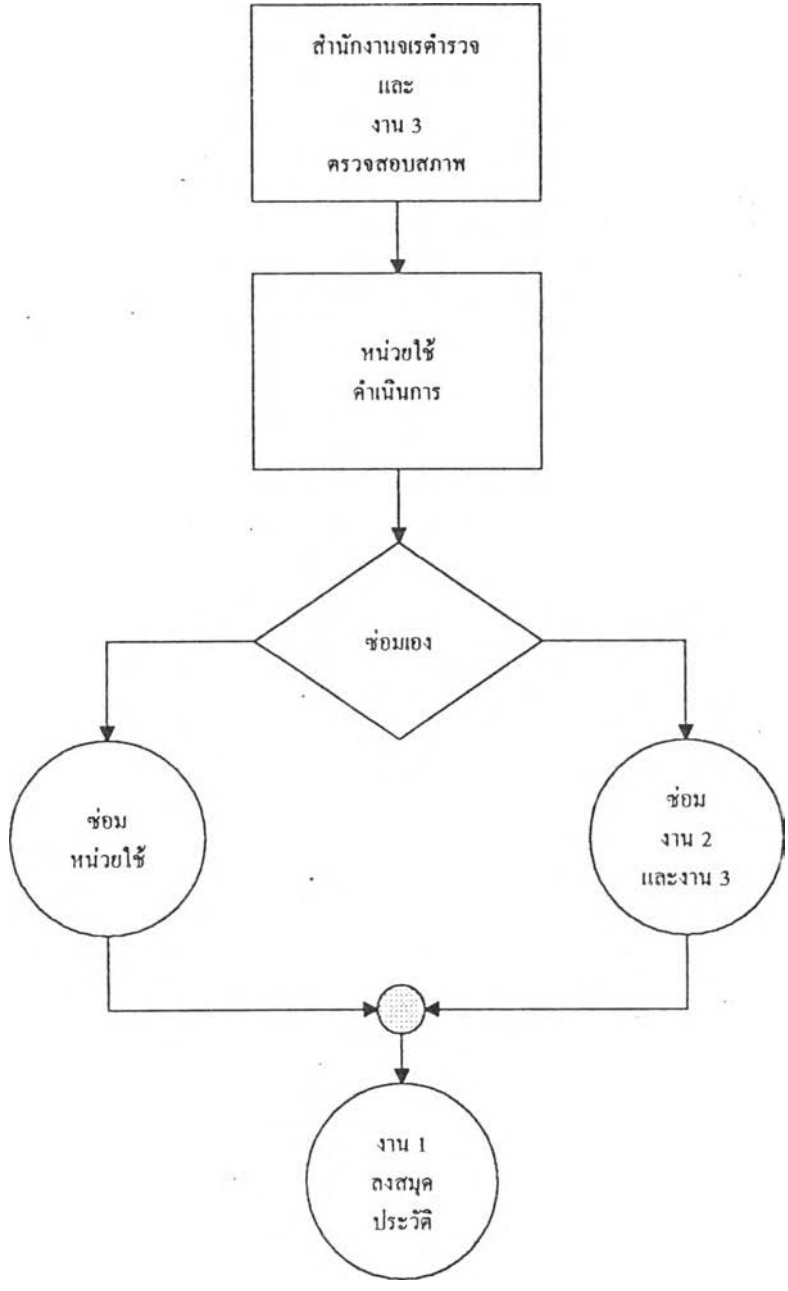 สำนักงานจเรตำรวจ
และ
งาน 3
ตรวจสอบสภาพ
หน่วยใช้
ดำเนินการ
ซ่อมเอง
ซ่อม
หน่วยใช้
ซ่อม
งาน 2
และงาน 3
งาน 1
ลงสมุด
ประวัติ